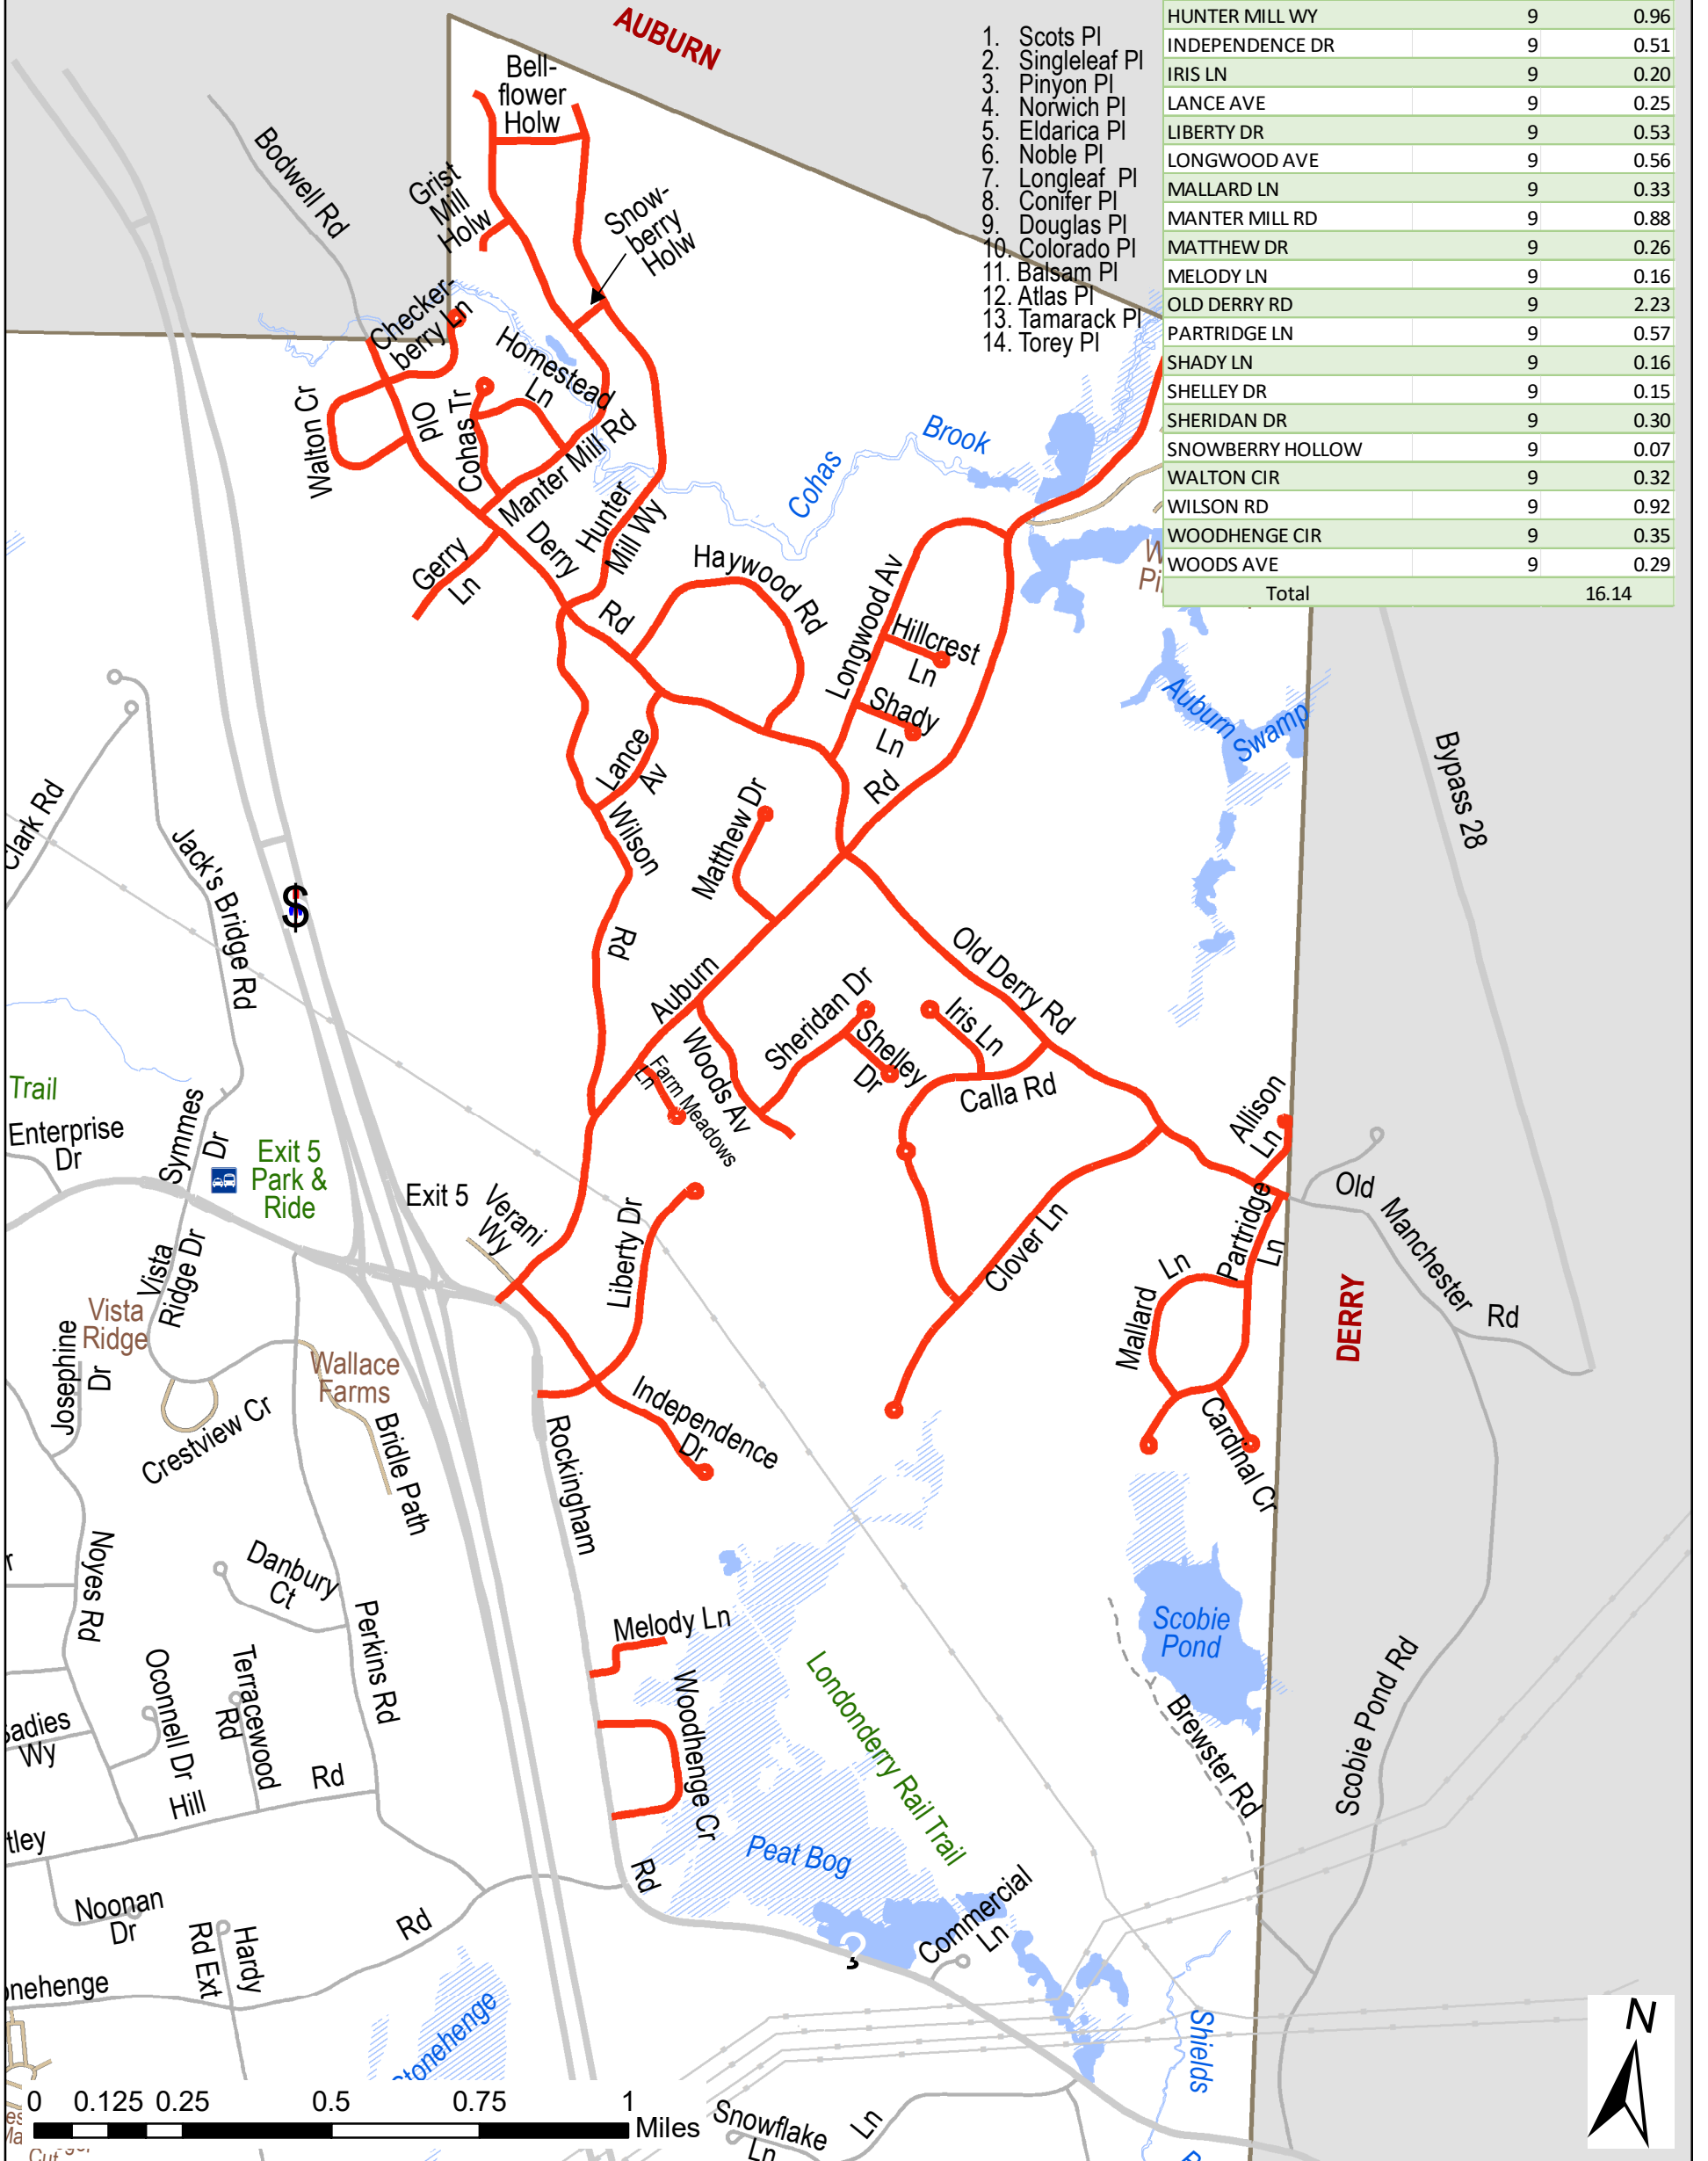 AUBURN
1. Scots Pl
2. Singleleaf Pl
3. Pinyon Pl
4. Norwich Pl
5. Eldarica Pl
6. Noble Pl
7. Longleaf Pl
8. Conifer Pl
9. Douglas Pl
10. Colorado Pl
11. Balsam Pl
12. Atlas Pl
13. Tamarack Pl
14. Torey Pl
HUNTER MILL WY 9 0.96
INDEPENDENCE DR 9 0.51
IRIS LN 9 0.20
LANCE AVE 9 0.25
LIBERTY DR 9 0.53
LONGWOOD AVE 9 0.56
MALLARD LN 9 0.33
MANTER MILL RD 9 0.88
MATTHEW DR 9 0.26
MELODY LN 9 0.16
OLD DERRY RD 9 2.23
PARTRIDGE LN 9 0.57
SHADY LN 9 0.16
SHELLEY DR 9 0.15
SHERIDAN DR 9 0.30
SNOWBERRY HOLLOW 9 0.07
WALTON CIR 9 0.32
WILSON RD 9 0.92
WOODHENGE CIR 9 0.35
WOODS AVE 9 0.29
Total 16.14
Bell-
flower
Holw
Bodwell Rd
Grist
Mill
Holw
Snow-
berry
Holw
Checker-
berry Ln
Homestead
Ln
Walton Cr
Old
Cohas Tr
Manter Mill Rd
Cohas
Brook
Hunter
Mill Wy
Derry
Gerry
Ln
Rd
Haywood Rd
Longwood Av
Hillcrest
Ln
Shady
Ln
Auburn
Swamp
Bypass 28
Lance
Av
Rd
Clark Rd
Jack's Bridge Rd
$
Wilson
Rd
Matthew Dr
Auburn
Old Derry Rd
Sheridan Dr
Shelley
Dr
Iris Ln
Calla Rd
Woods Av
Farm Meadows
Ln
Trail
Enterprise
Dr
Symmes
Dr
Exit 5
Park &
Ride
Exit 5
Verani
Wy
Liberty Dr
Allison
Ln
Old
Manchester
Rd
Partridge
Ln
Clover Ln
Mallard
Ln
DERRY
Vista
Ridge Dr
Vista
Ridge
Josephine
Dr
Wallace
Farms
Crestview Cr
Bridle Path
Independence
Dr
Cardinal Cr
Rockingham
Noyes Rd
Danbury
Ct
Perkins Rd
Melody Ln
Woodhenge Cr
Scobie
Pond
Oconnell Dr
Terracewood
Rd
Wy
Hill
Rd
Londonderry Rail Trail
Brewster Rd
Scobie Pond Rd
Peat Bog
Rd
Noonan
Dr
Hardy
Rd Ext
Rd
Commercial
Ln
?
Stonehenge
Shields
N
0 0.125 0.25 0.5 0.75 1
Miles
Snowflake
Ln
Ln